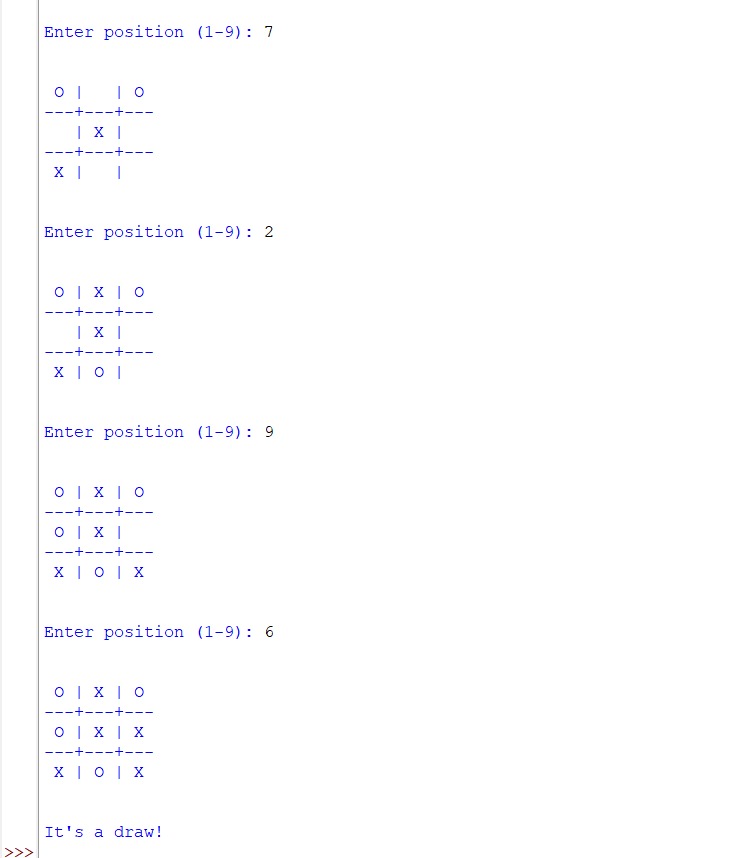 Enter position (1-9): 7
 O |   | O
---+---+---
   | X |
---+---+---
 X |   |
Enter position (1-9): 2
 O | X | O
---+---+---
   | X |
---+---+---
 X | O |
Enter position (1-9): 9
 O | X | O
---+---+---
 O | X |
---+---+---
 X | O | X
Enter position (1-9): 6
 O | X | O
---+---+---
 O | X | X
---+---+---
 X | O | X
It's a draw!
>>>